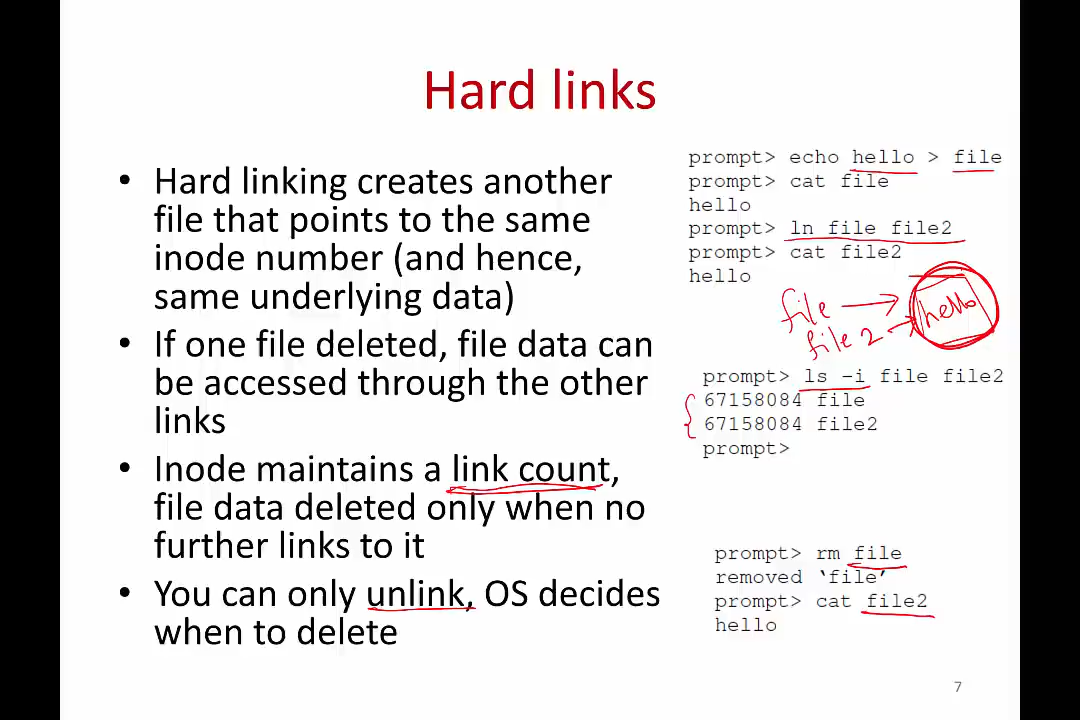 Hard links
• Hard linking creates another
file that points to the same
inode number (and hence,
same underlying data)
• If one file deleted, file data can
be accessed through the other
links
• Inode maintains a link count,
file data deleted only when no
further links to it
• You can only unlink, OS decides
when to delete
prompt> echo hello > file
prompt> cat file
hello
prompt> ln file file2
prompt> cat file2
hello
file → hello
file 2 →
prompt> ls -i file file2
67158084 file
67158084 file2
prompt>
prompt> rm file
removed ‘file’
prompt> cat file2
hello
7